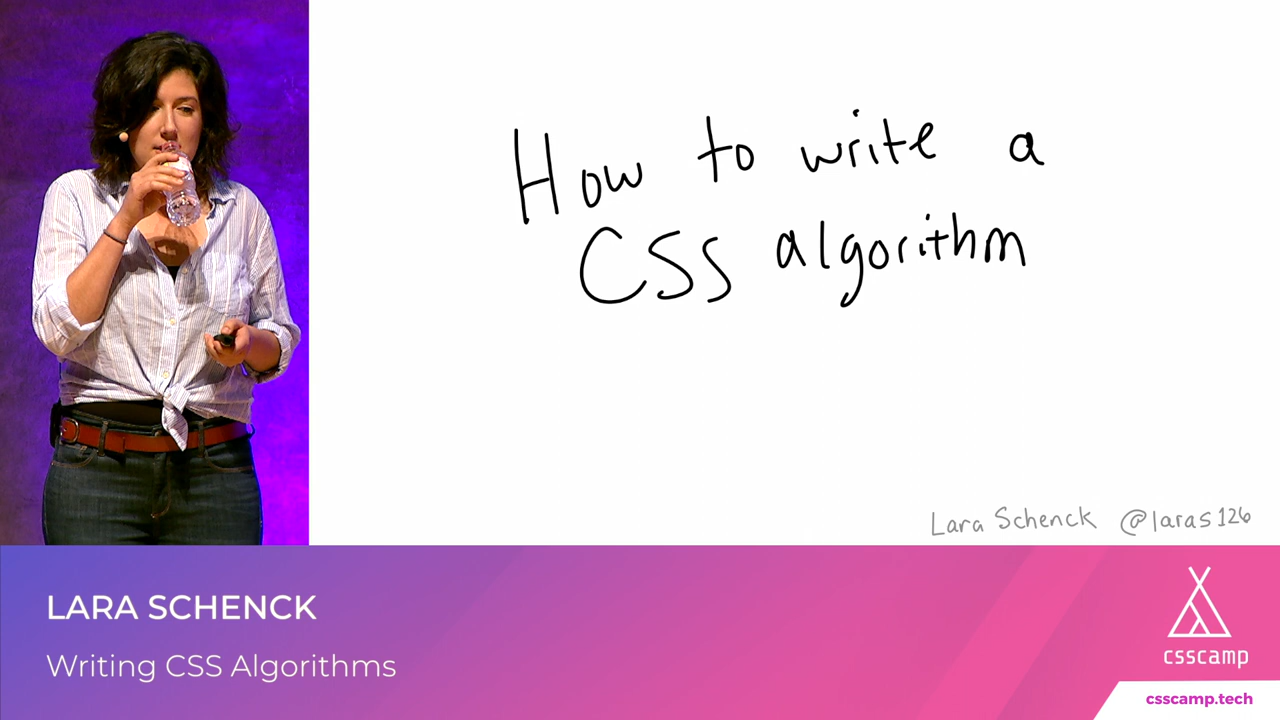 How to write a
CSS algorithm
Lara Schenck @laras126
LARA SCHENCK
Writing CSS Algorithms
csscamp
csscamp.tech